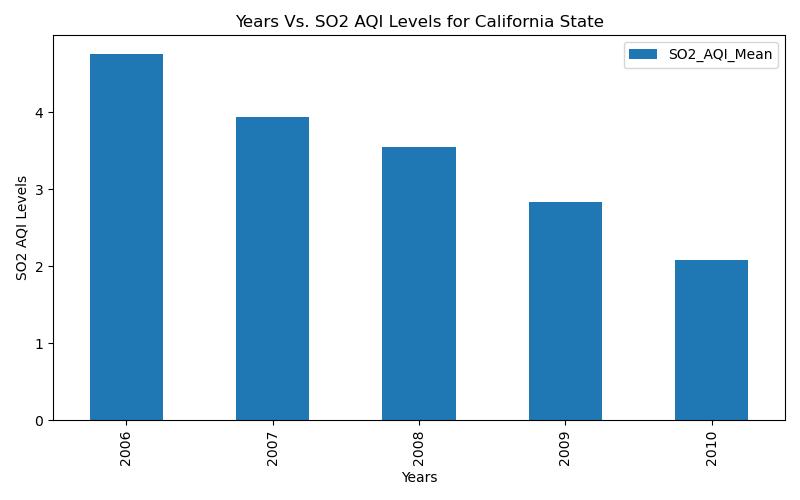 Years Vs. SO2 AQI Levels for California State
SO2_AQI_Mean
SO2 AQI Levels
4
3
2
1
0
2006
2007
2008
2009
2010
Years